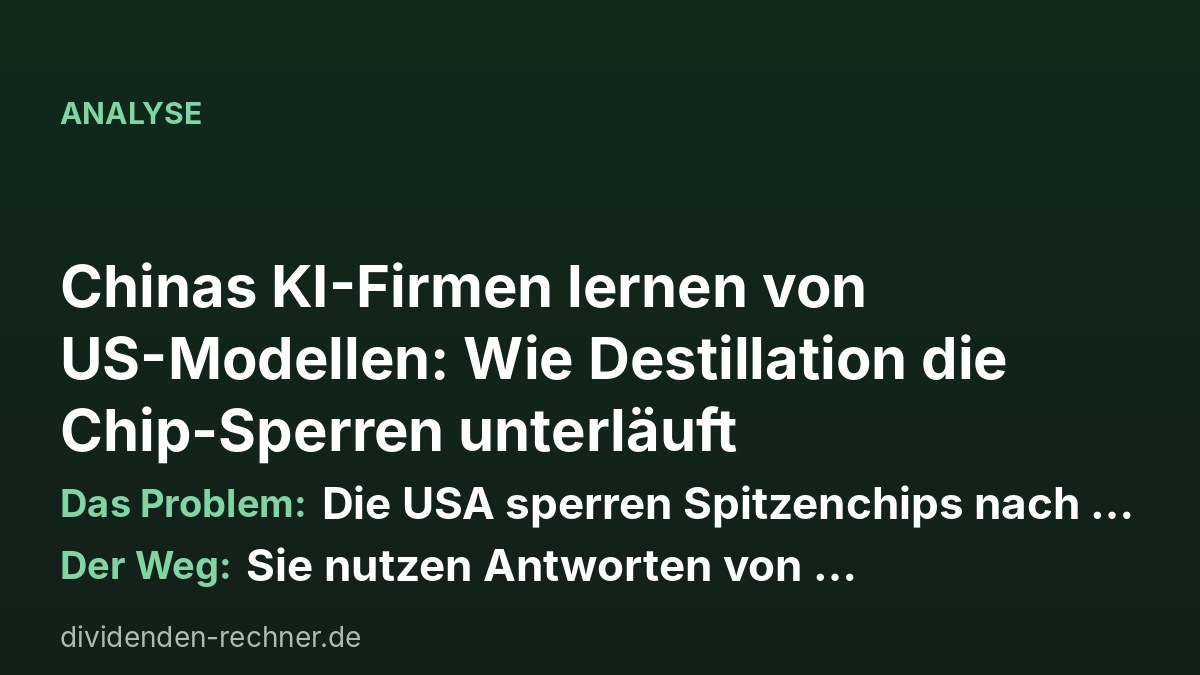 ANALYSE
Chinas KI-Firmen lernen von
US-Modellen: Wie Destillation die
Chip-Sperren unterläuft
Das Problem: Die USA sperren Spitzenchips nach …
Der Weg: Sie nutzen Antworten von …
dividenden-rechner.de